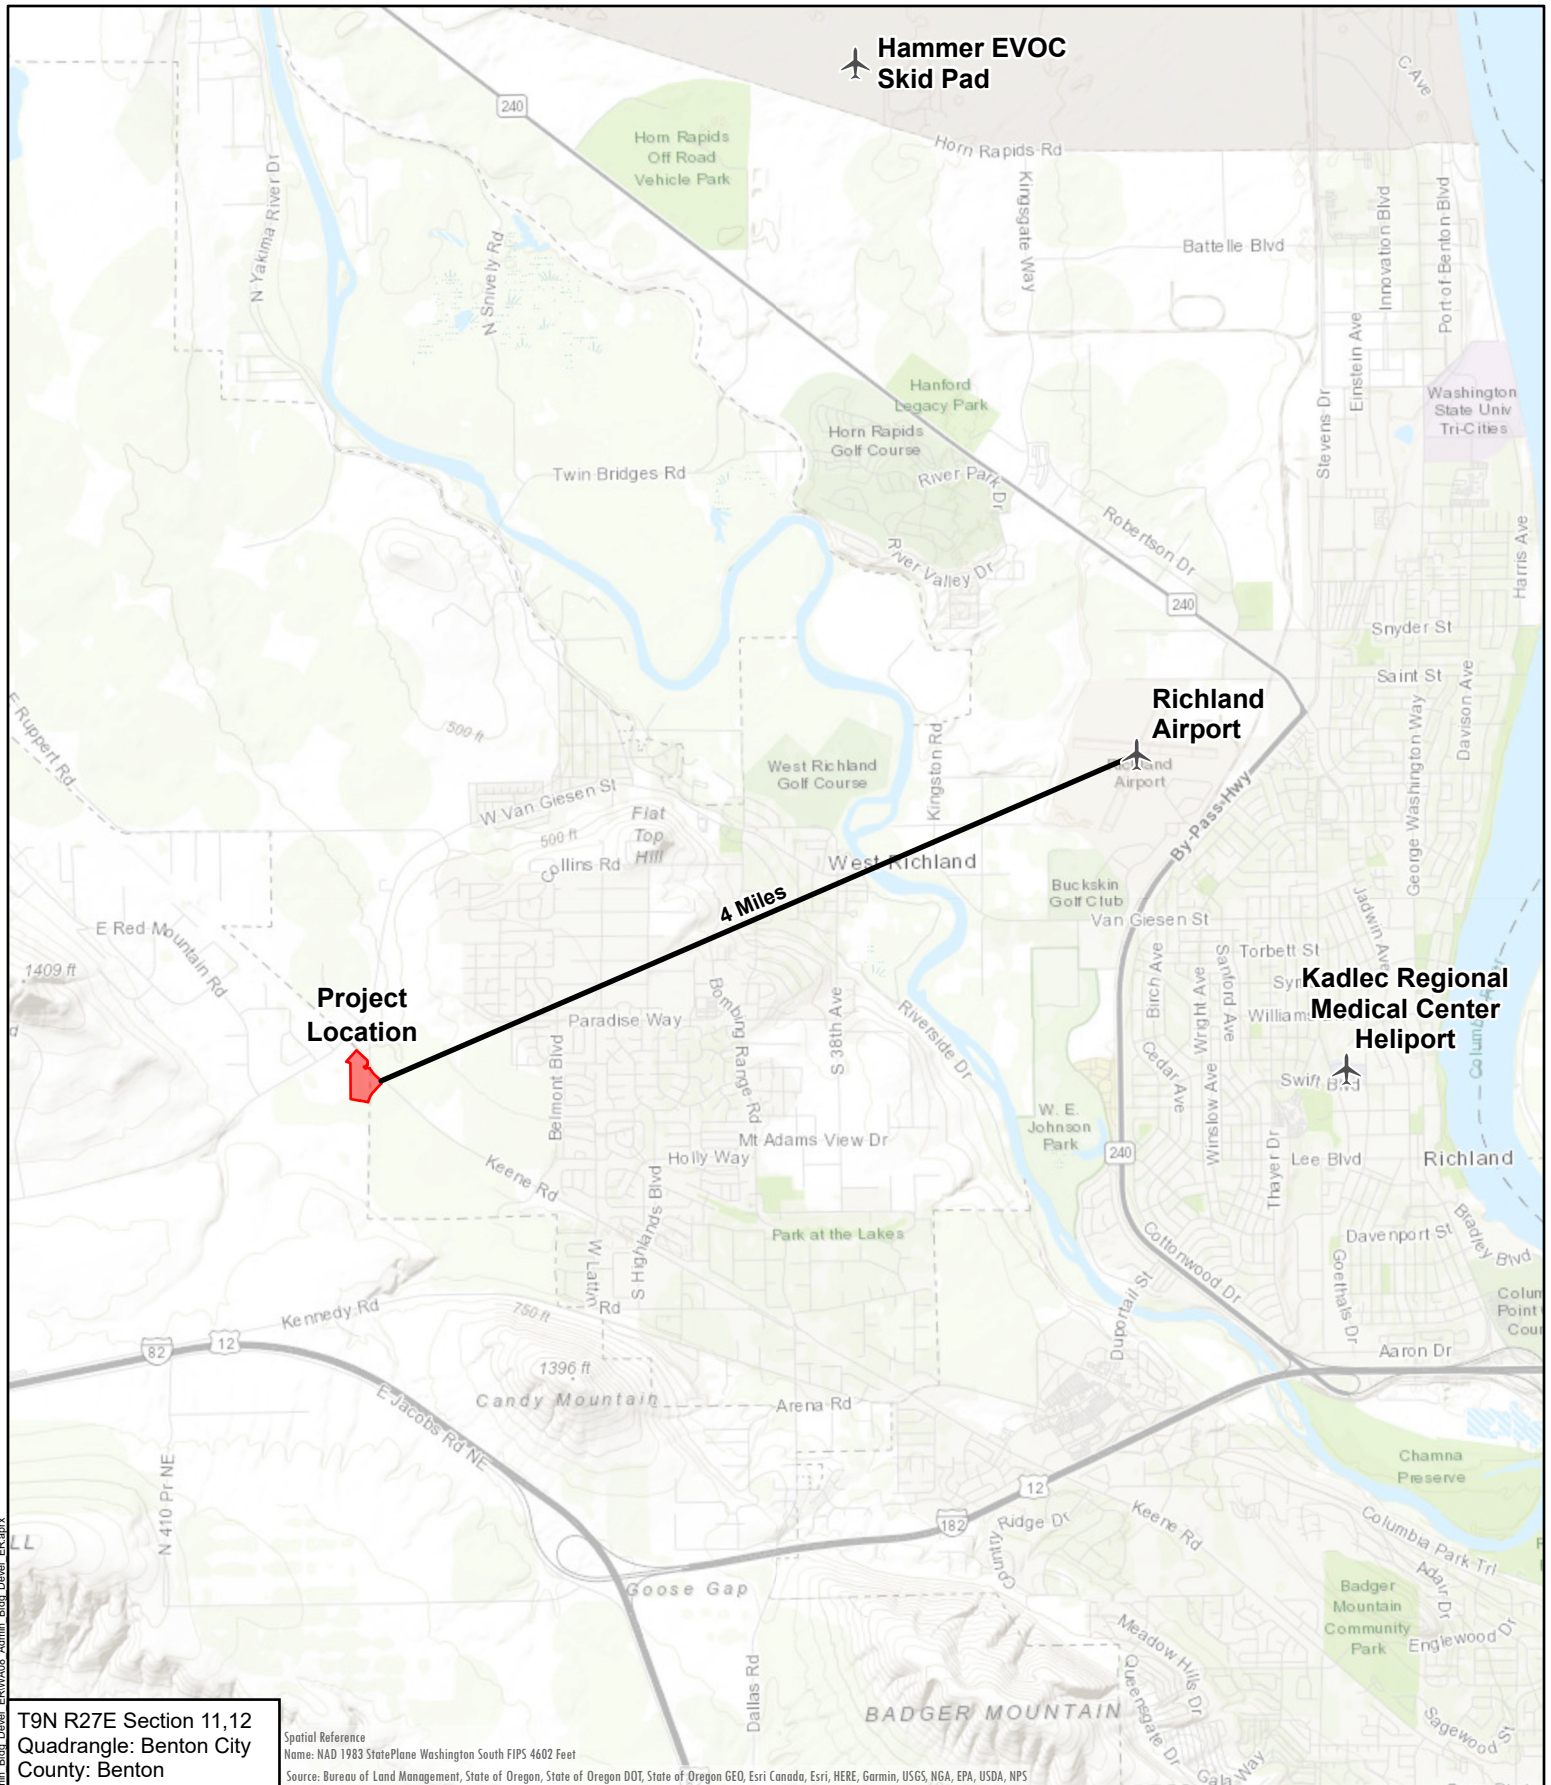 Hammer EVOC
Skid Pad
C Ave
240
Horn Rapids
Off Road
Vehicle Park
Horn Rapids Rd
N Yakima River Dr
N Snively Rd
Kingsgate Way
Battelle Blvd
Innovation Blvd
Port of Benton Blvd
Einstein Ave
Stevens Dr
Washington
State Univ
Tri-Cities
Hanford
Legacy Park
Horn Rapids
Golf Course
River Park Dr
Twin Bridges Rd
Robertson Dr
River Valley Dr
Harris Ave
240
Snyder St
Saint St
E Ruppert Rd
500 ft
Richland
Airport
Richland
Airport
Kingston Rd
George Washington Way
Davison Ave
West Richland
Golf Course
W Van Giesen St
Flat
Top
Hill
500 ft
Collins Rd
By-Pass-Hwy
West Richland
4 Miles
Buckskin
Golf Club
Van Giesen St
Jadwin Ave
E Red Mountain Rd
1409 ft
Torbett St
Birch Ave
Wright Ave
Sanford Ave
Kadlec Regional
Medical Center
Heliport
Williams
Project
Location
Bombing Range Rd
Paradise Way
S 38th Ave
Riverside Dr
Belmont Blvd
Cedar Ave
Winslow Ave
Swift Blvd
W. E.
Johnson
Park
Mt Adams View Dr
Holly Way
240
Thayer Dr
Lee Blvd
Richland
Keene Rd
S Highlands Blvd
Park at the Lakes
Davenport St
Bradley Blvd
Cottonwood Dr
Goethals Dr
W Lattin Rd
Kennedy Rd
750 ft
Duportail St
Colum
Point
Cou
82
12
1396 ft
Candy Mountain
Aaron Dr
E Jacobs Rd NE
Arena Rd
N 410 Pr NE
Chamna
Preserve
12
182
Country Ridge Dr
Keene Rd
Columbia Park Trl
Adair Dr
Goose Gap
Badger
Mountain
Community
Park
Englewood Dr
Meadow Hills Dr
Queensgate Dr
Dallas Rd
BADGER MOUNTAIN
Sagewood St
Gala Way
T9N R27E Section 11,12
Quadrangle: Benton City
County: Benton
Spatial Reference
Name: NAD 1983 StatePlane Washington South FIPS 4602 Feet
Source: Bureau of Land Management, State of Oregon, State of Oregon DOT, State of Oregon GEO, Esri Canada, Esri, HERE, Garmin, USGS, NGA, EPA, USDA, NPS